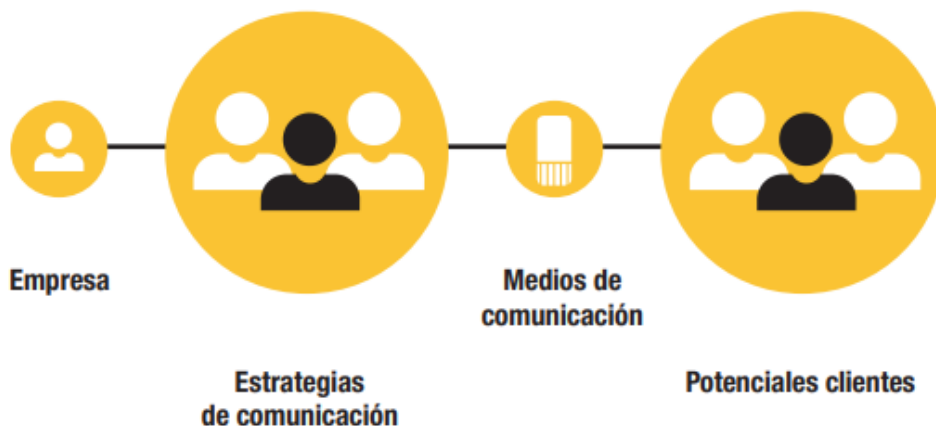 Empresa
Estrategias
de comunicación
Medios de
comunicación
Potenciales clientes